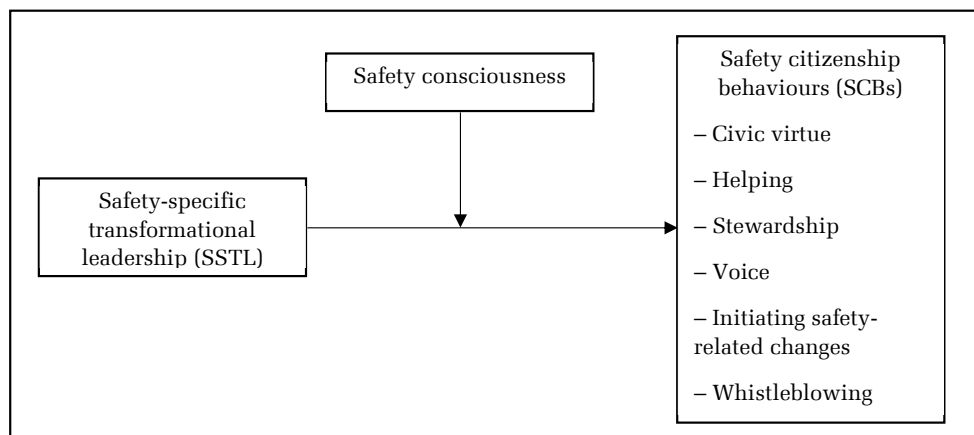 Safety consciousness
Safety citizenship
behaviours (SCBs)
– Civic virtue
– Helping
– Stewardship
– Voice
– Initiating safety-
related changes
– Whistleblowing
Safety-specific
transformational
leadership (SSTL)